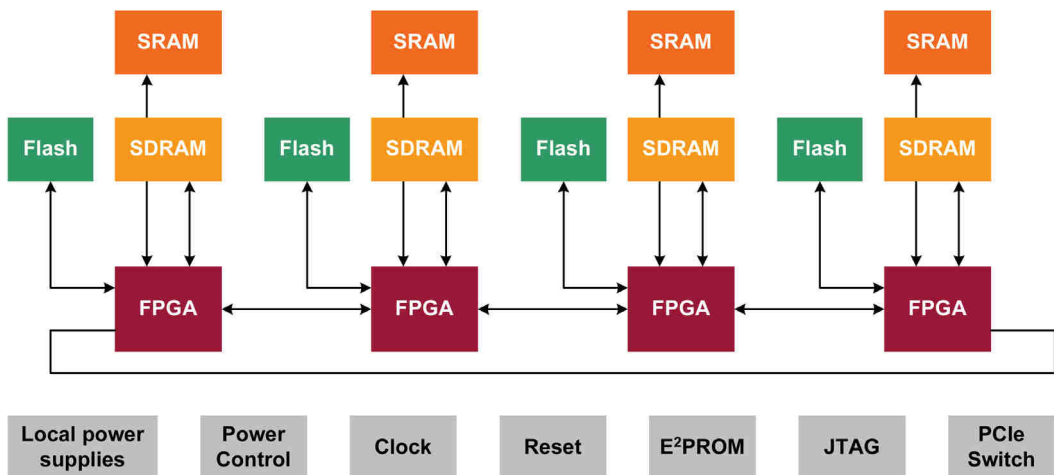 SRAM SRAM SRAM SRAM
Flash SDRAM Flash SDRAM Flash SDRAM Flash SDRAM
FPGA FPGA FPGA FPGA
Local power
supplies
Power
Control
Clock
Reset
E²PROM
JTAG
PCIe
Switch